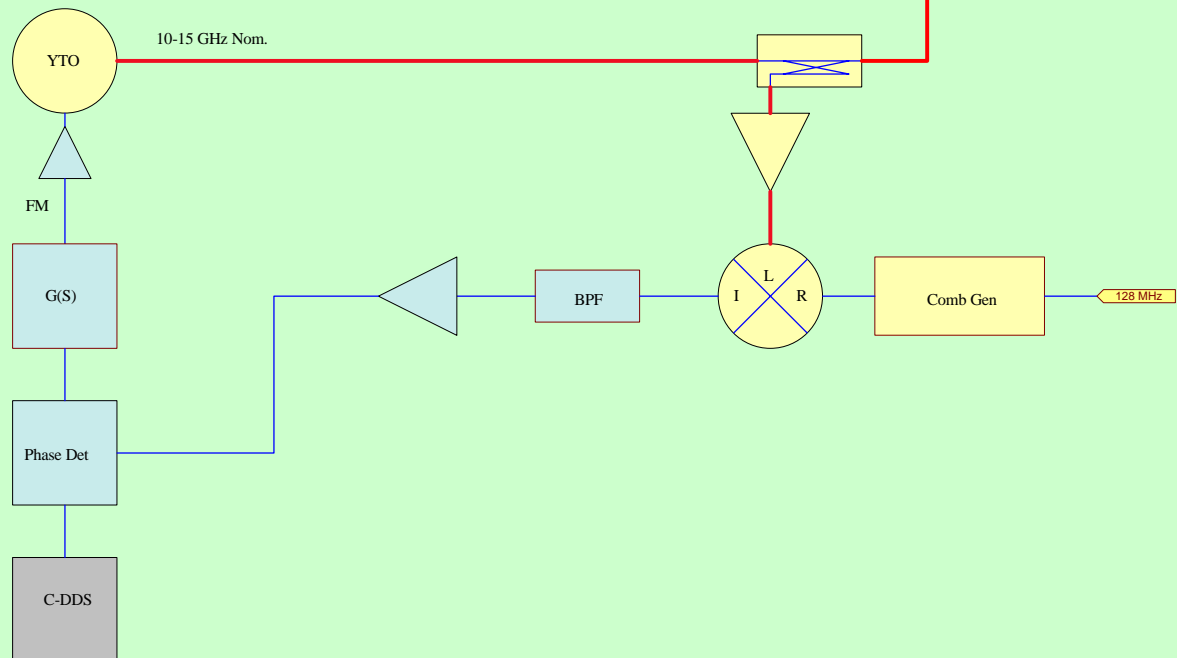 10-15 GHz Nom.
YTO
FM
G(S)
L
I
R
BPF
Comb Gen
128 MHz
Phase Det
C-DDS